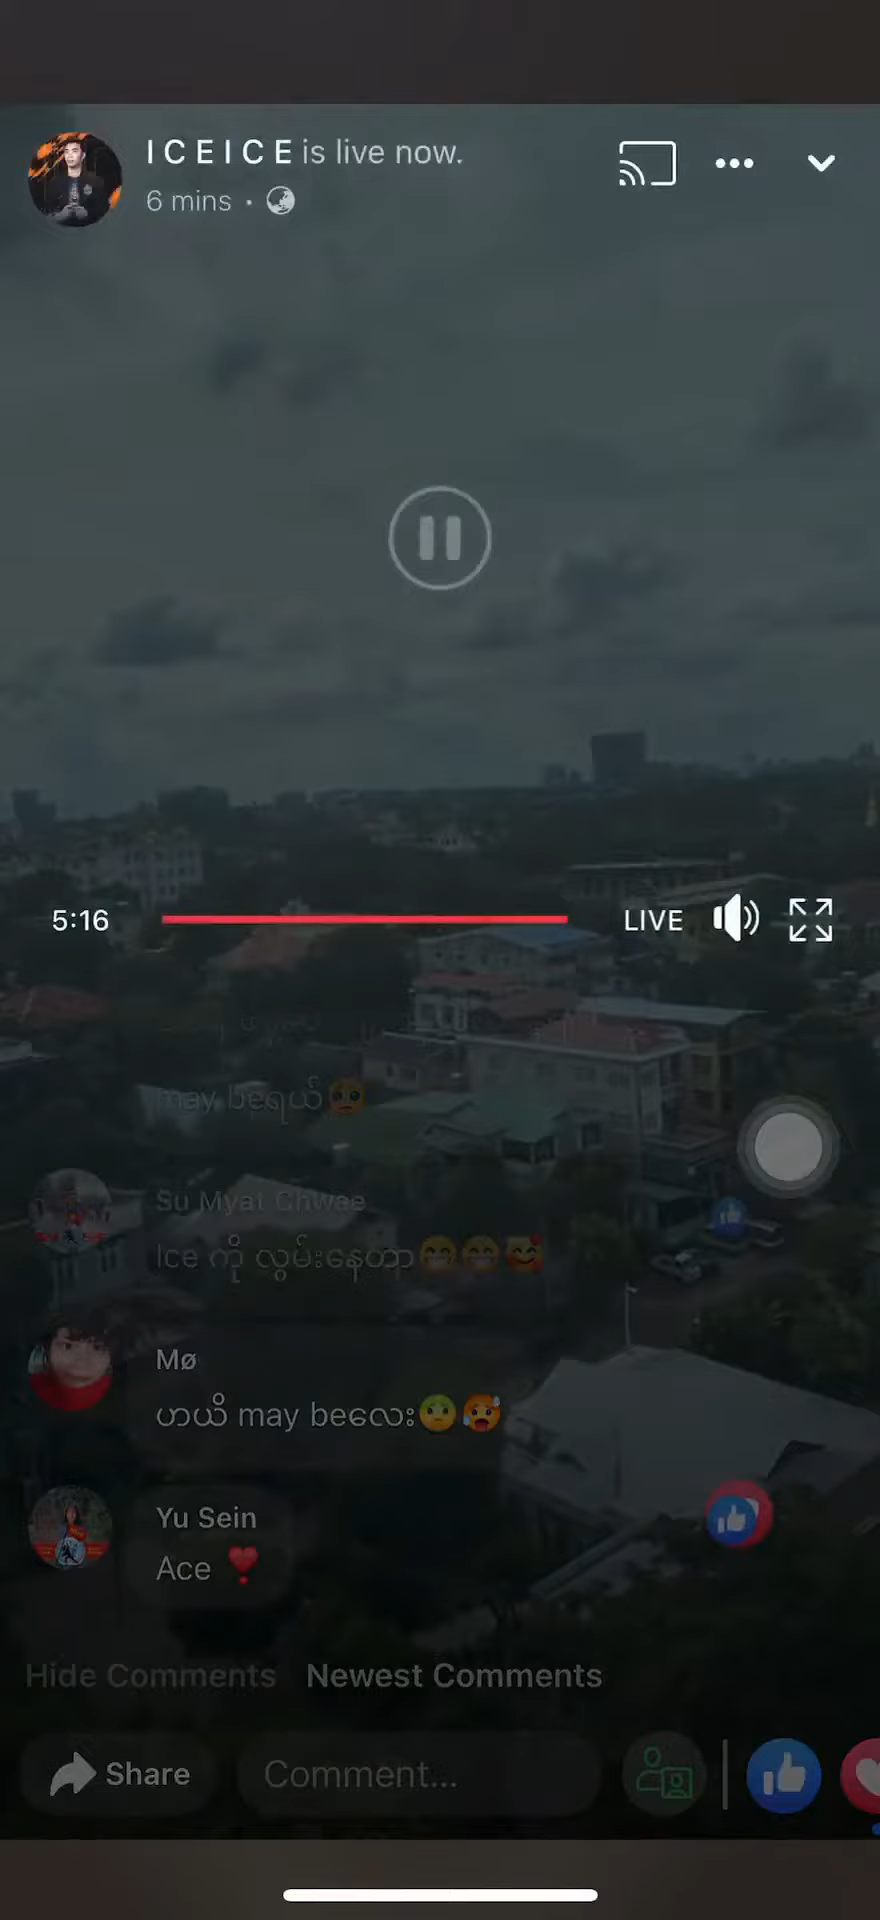 I C E I C E is live now.
6 mins ·
5:16
LIVE
may beရယ်🥺
Su Myat Chwae
Ice ကို လွမ်းနေတာ😁😁🥰
Mø
ဟယိ may beလေး🤢🥵
Yu Sein
Ace ❣️
Hide Comments
Newest Comments
Share
Comment...